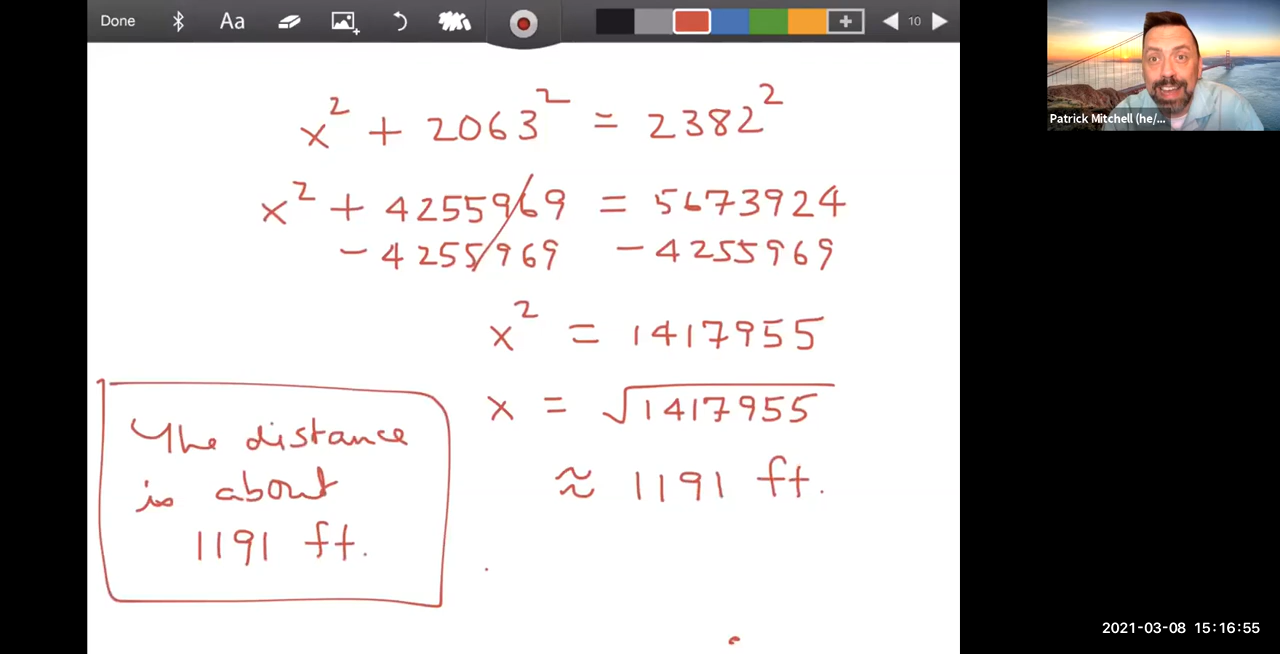 Done
Aa
10
x² + 2063² = 2382²
x² + 4255969 = 5673924
- 4255969 - 4255969
x² = 1417955
x = √1417955
≈ 1191 ft.
The distance
is about
1191 ft.
Patrick Mitchell (he/...
2021-03-08 15:16:55